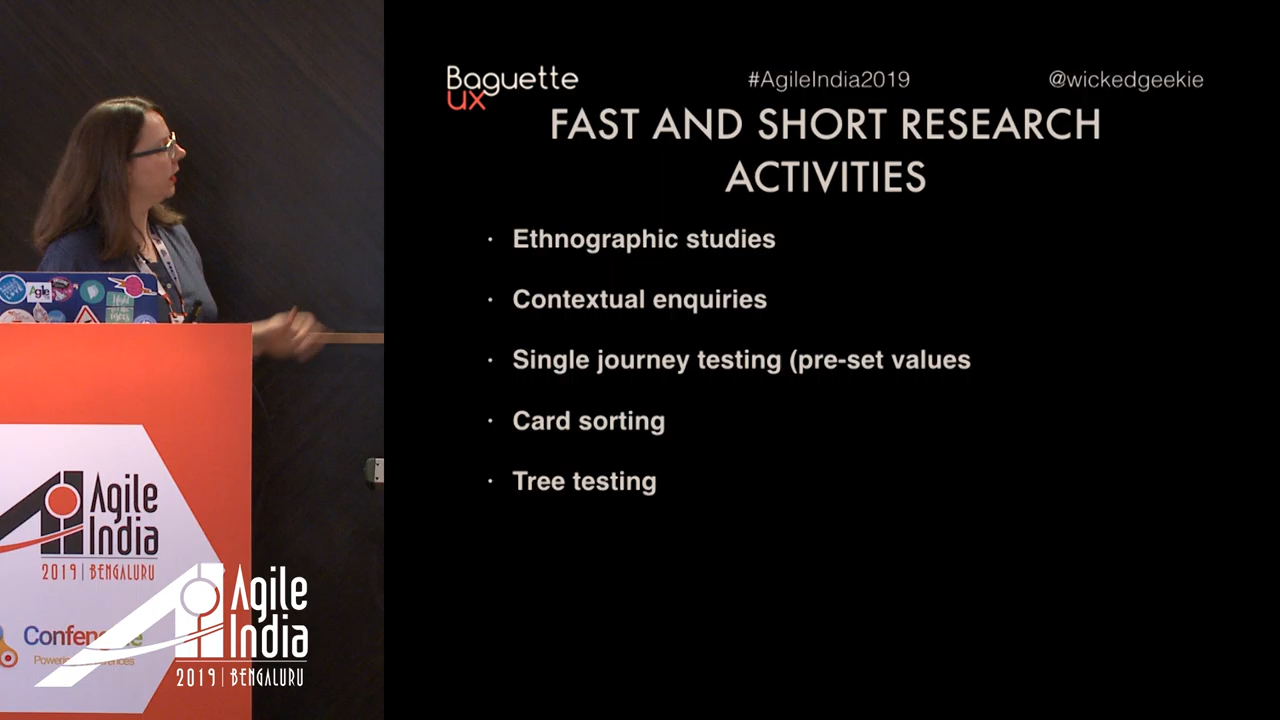 Baguette
ux
#AgileIndia2019
@wickedgeekie
FAST AND SHORT RESEARCH
ACTIVITIES
· Ethnographic studies
· Contextual enquiries
· Single journey testing (pre-set values
· Card sorting
· Tree testing
Agile
Agile
India
2019 | BENGALURU
Agile
India
2019 | BENGALURU